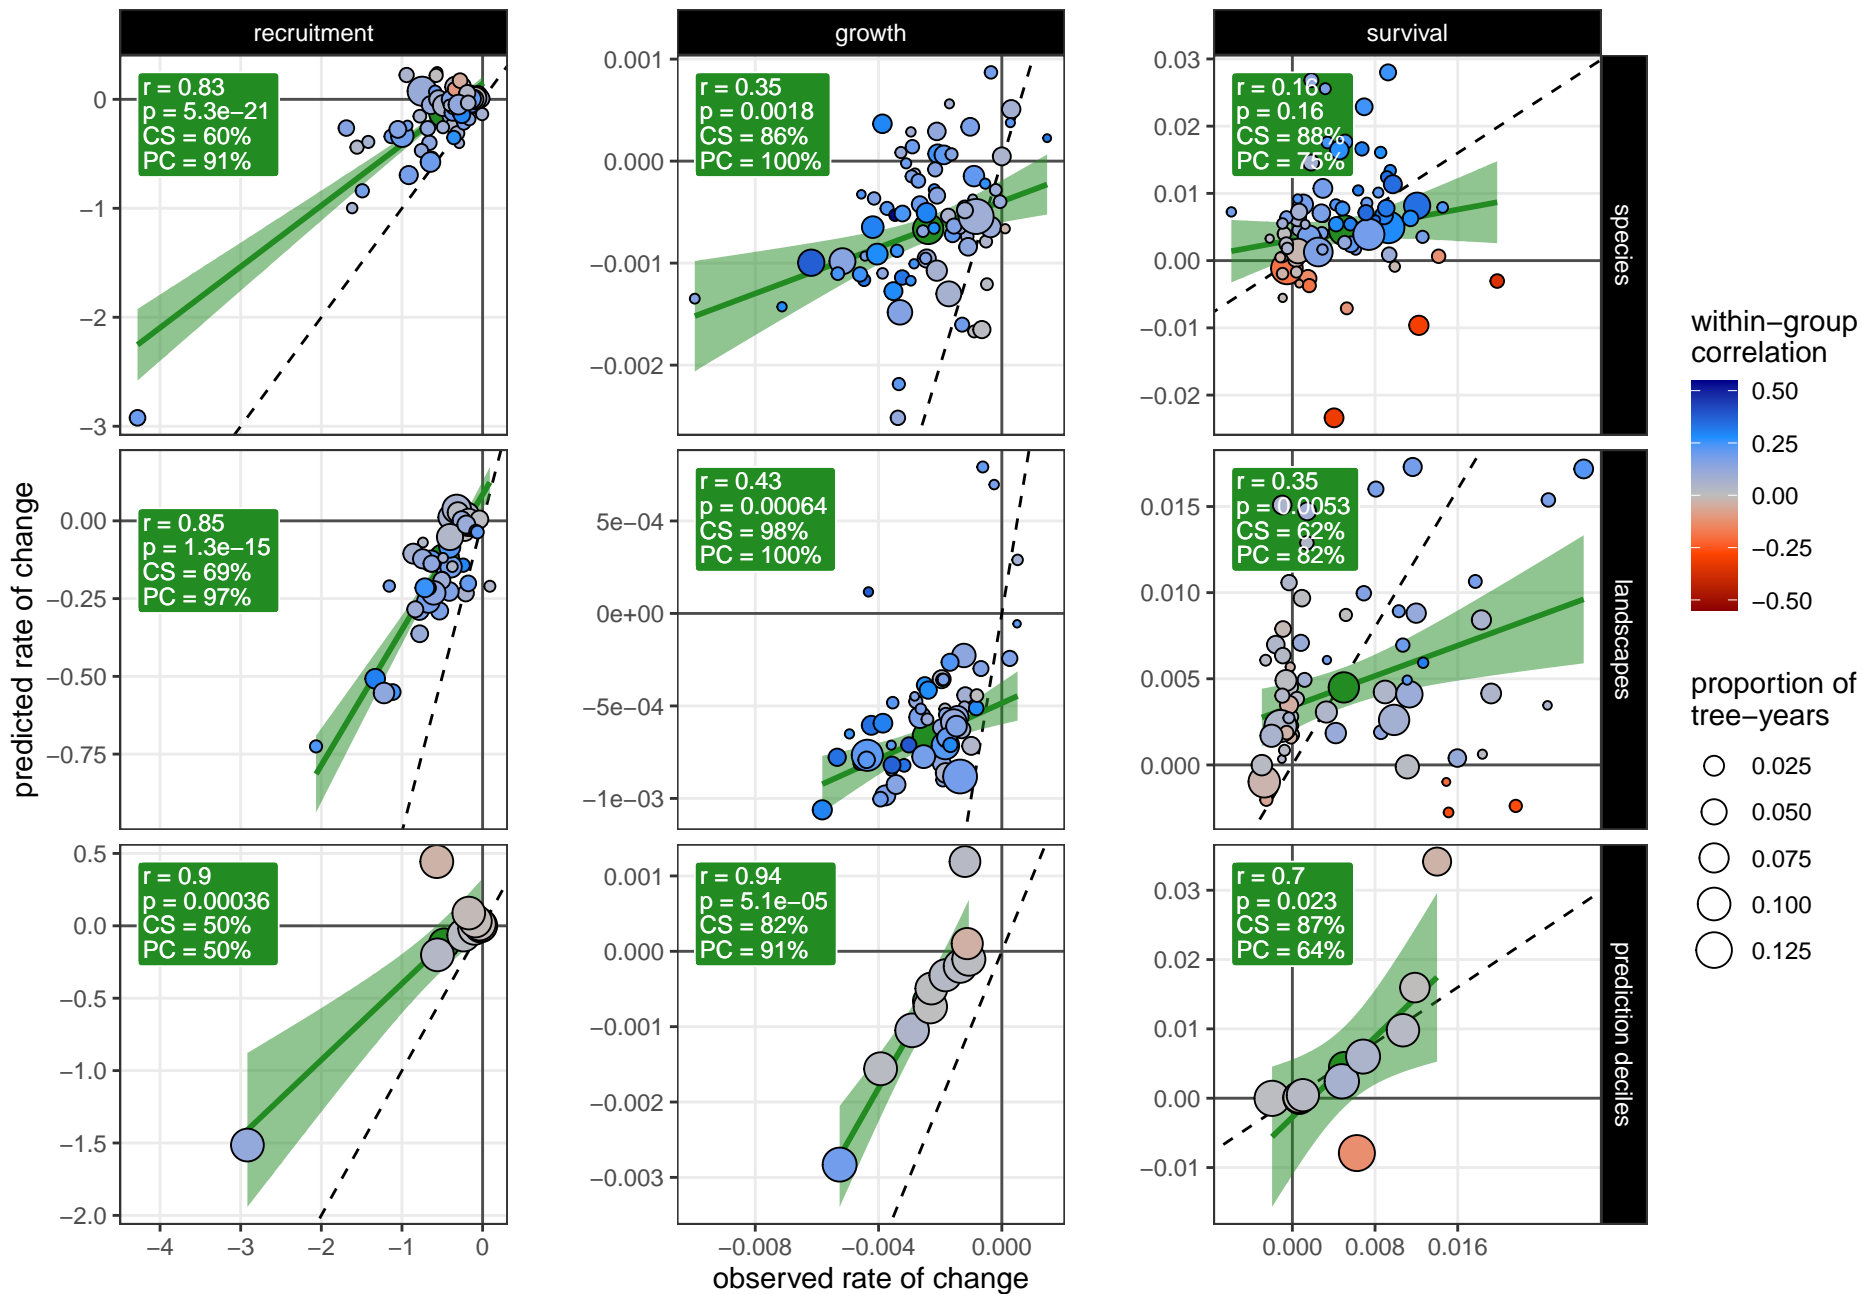 recruitment
growth
survival
r = 0.83
p = 5.3e−21
CS = 60%
PC = 91%
0
−1
−2
−3
r = 0.35
p = 0.0018
CS = 86%
PC = 100%
0.001
0.000
−0.001
−0.002
r = 0.16
p = 0.16
CS = 88%
PC = 75%
0.03
0.02
0.01
0.00
−0.01
−0.02
species
r = 0.85
p = 1.3e−15
CS = 69%
PC = 97%
0.00
−0.25
−0.50
−0.75
r = 0.43
p = 0.00064
CS = 98%
PC = 100%
5e−04
0e+00
−5e−04
−1e−03
r = 0.35
p = 0.0053
CS = 62%
PC = 82%
0.015
0.010
0.005
0.000
landscapes
r = 0.9
p = 0.00036
CS = 50%
PC = 50%
0.5
0.0
−0.5
−1.0
−1.5
−2.0
r = 0.94
p = 5.1e−05
CS = 82%
PC = 91%
0.001
0.000
−0.001
−0.002
−0.003
r = 0.7
p = 0.023
CS = 87%
PC = 64%
0.03
0.02
0.01
0.00
−0.01
prediction deciles
−4 −3 −2 −1 0
−0.008 −0.004 0.000
0.000 0.008 0.016
observed rate of change
predicted rate of change
within−group
correlation
0.50
0.25
0.00
−0.25
−0.50
proportion of
tree−years
0.025
0.050
0.075
0.100
0.125